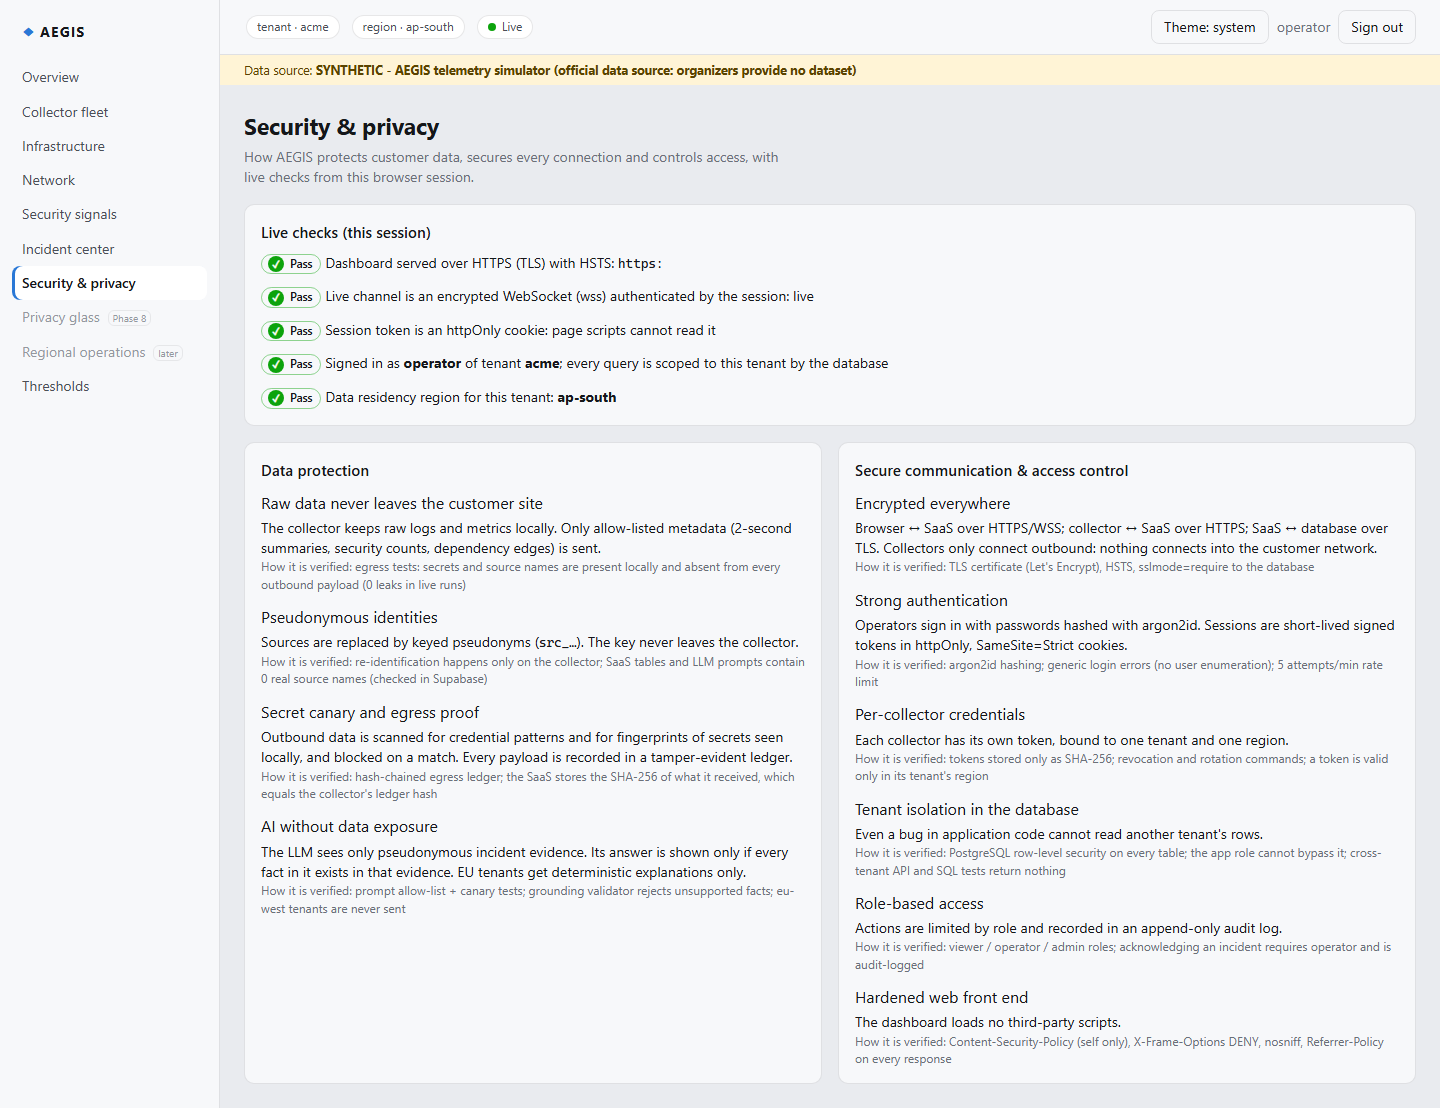 AEGIS
Overview
Collector fleet
Infrastructure
Network
Security signals
Incident center
Security & privacy
Privacy glass Phase 8
Regional operations later
Thresholds
tenant · acme region · ap-south Live
Theme: system operator Sign out
Data source: SYNTHETIC - AEGIS telemetry simulator (official data source: organizers provide no dataset)
Security & privacy
How AEGIS protects customer data, secures every connection and controls access, with
live checks from this browser session.
Live checks (this session)
Pass Dashboard served over HTTPS (TLS) with HSTS: https:
Pass Live channel is an encrypted WebSocket (wss) authenticated by the session: live
Pass Session token is an httpOnly cookie: page scripts cannot read it
Pass Signed in as operator of tenant acme; every query is scoped to this tenant by the database
Pass Data residency region for this tenant: ap-south
Data protection
Raw data never leaves the customer site
The collector keeps raw logs and metrics locally. Only allow-listed metadata (2-second
summaries, security counts, dependency edges) is sent.
How it is verified: egress tests: secrets and source names are present locally and absent from every
outbound payload (0 leaks in live runs)
Pseudonymous identities
Sources are replaced by keyed pseudonyms (src_…). The key never leaves the collector.
How it is verified: re-identification happens only on the collector; SaaS tables and LLM prompts contain
0 real source names (checked in Supabase)
Secret canary and egress proof
Outbound data is scanned for credential patterns and for fingerprints of secrets seen
locally, and blocked on a match. Every payload is recorded in a tamper-evident ledger.
How it is verified: hash-chained egress ledger; the SaaS stores the SHA-256 of what it received, which
equals the collector's ledger hash
AI without data exposure
The LLM sees only pseudonymous incident evidence. Its answer is shown only if every
fact in it exists in that evidence. EU tenants get deterministic explanations only.
How it is verified: prompt allow-list + canary tests; grounding validator rejects unsupported facts; eu-
west tenants are never sent
Secure communication & access control
Encrypted everywhere
Browser ↔ SaaS over HTTPS/WSS; collector ↔ SaaS over HTTPS; SaaS ↔ database over
TLS. Collectors only connect outbound: nothing connects into the customer network.
How it is verified: TLS certificate (Let's Encrypt), HSTS, sslmode=require to the database
Strong authentication
Operators sign in with passwords hashed with argon2id. Sessions are short-lived signed
tokens in httpOnly, SameSite=Strict cookies.
How it is verified: argon2id hashing; generic login errors (no user enumeration); 5 attempts/min rate
limit
Per-collector credentials
Each collector has its own token, bound to one tenant and one region.
How it is verified: tokens stored only as SHA-256; revocation and rotation commands; a token is valid
only in its tenant's region
Tenant isolation in the database
Even a bug in application code cannot read another tenant's rows.
How it is verified: PostgreSQL row-level security on every table; the app role cannot bypass it; cross-
tenant API and SQL tests return nothing
Role-based access
Actions are limited by role and recorded in an append-only audit log.
How it is verified: viewer / operator / admin roles; acknowledging an incident requires operator and is
audit-logged
Hardened web front end
The dashboard loads no third-party scripts.
How it is verified: Content-Security-Policy (self only), X-Frame-Options DENY, nosniff, Referrer-Policy
on every response